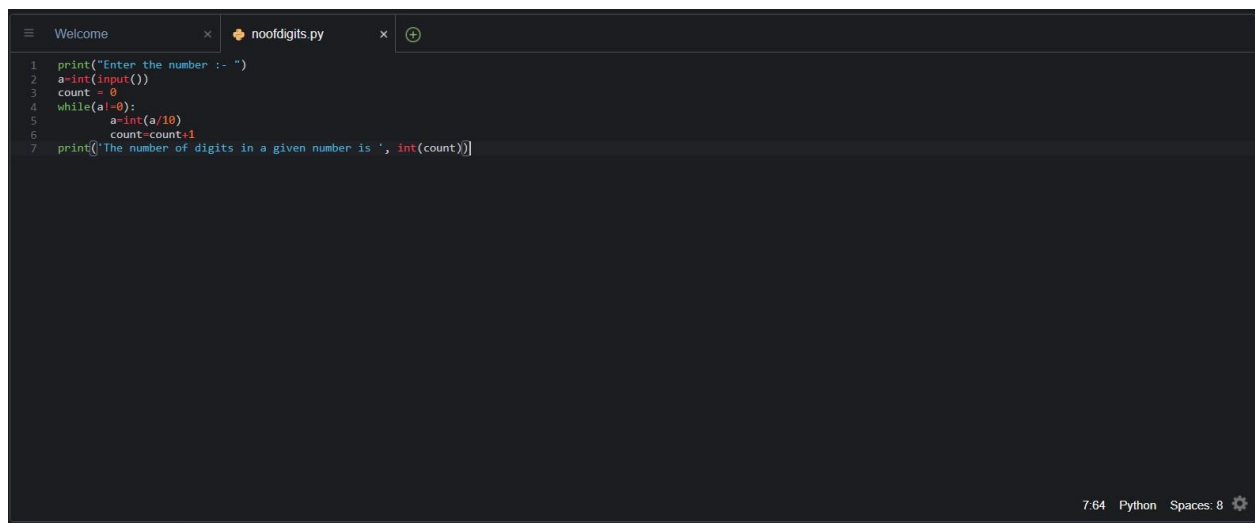 Welcome × noofdigits.py ×
1 print("Enter the number :- ")
2 a=int(input())
3 count = 0
4 while(a!=0):
5         a=int(a/10)
6         count=count+1
7 print('The number of digits in a given number is ', int(count))
7:64 Python Spaces: 8